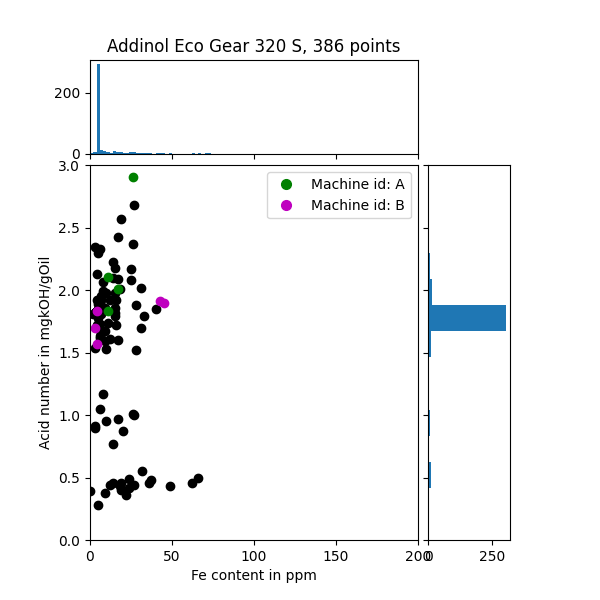 Addinol Eco Gear 320 S, 386 points
200
0
3.0
2.5
2.0
1.5
1.0
0.5
0.0
Acid number in mgkOH/gOil
Machine id: A
Machine id: B
0 50 100 150 200
0 250
Fe content in ppm